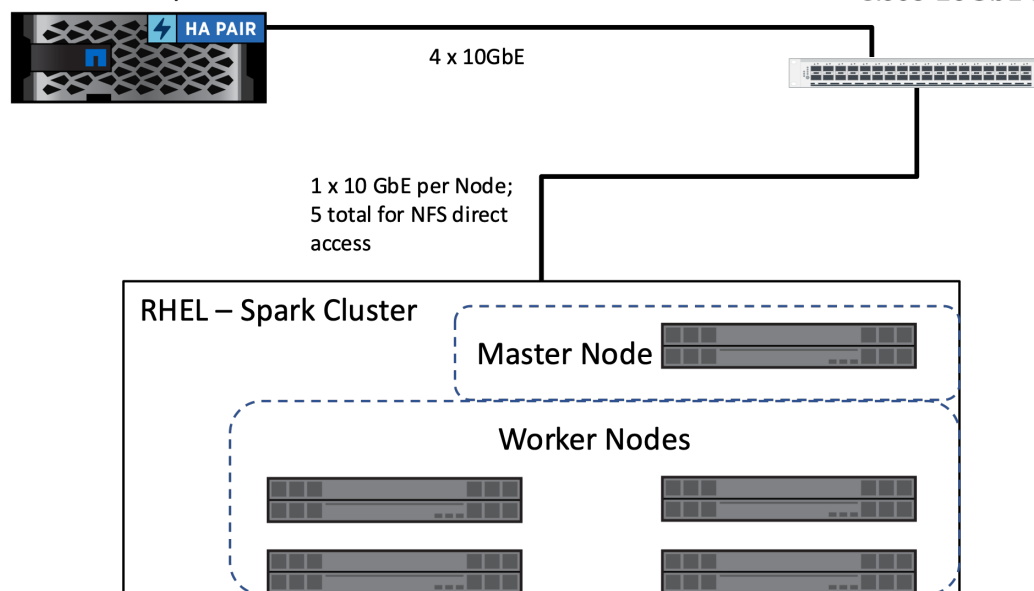 HA PAIR
4 x 10GbE
1 x 10 GbE per Node;
5 total for NFS direct
access
RHEL – Spark Cluster
Master Node
Worker Nodes